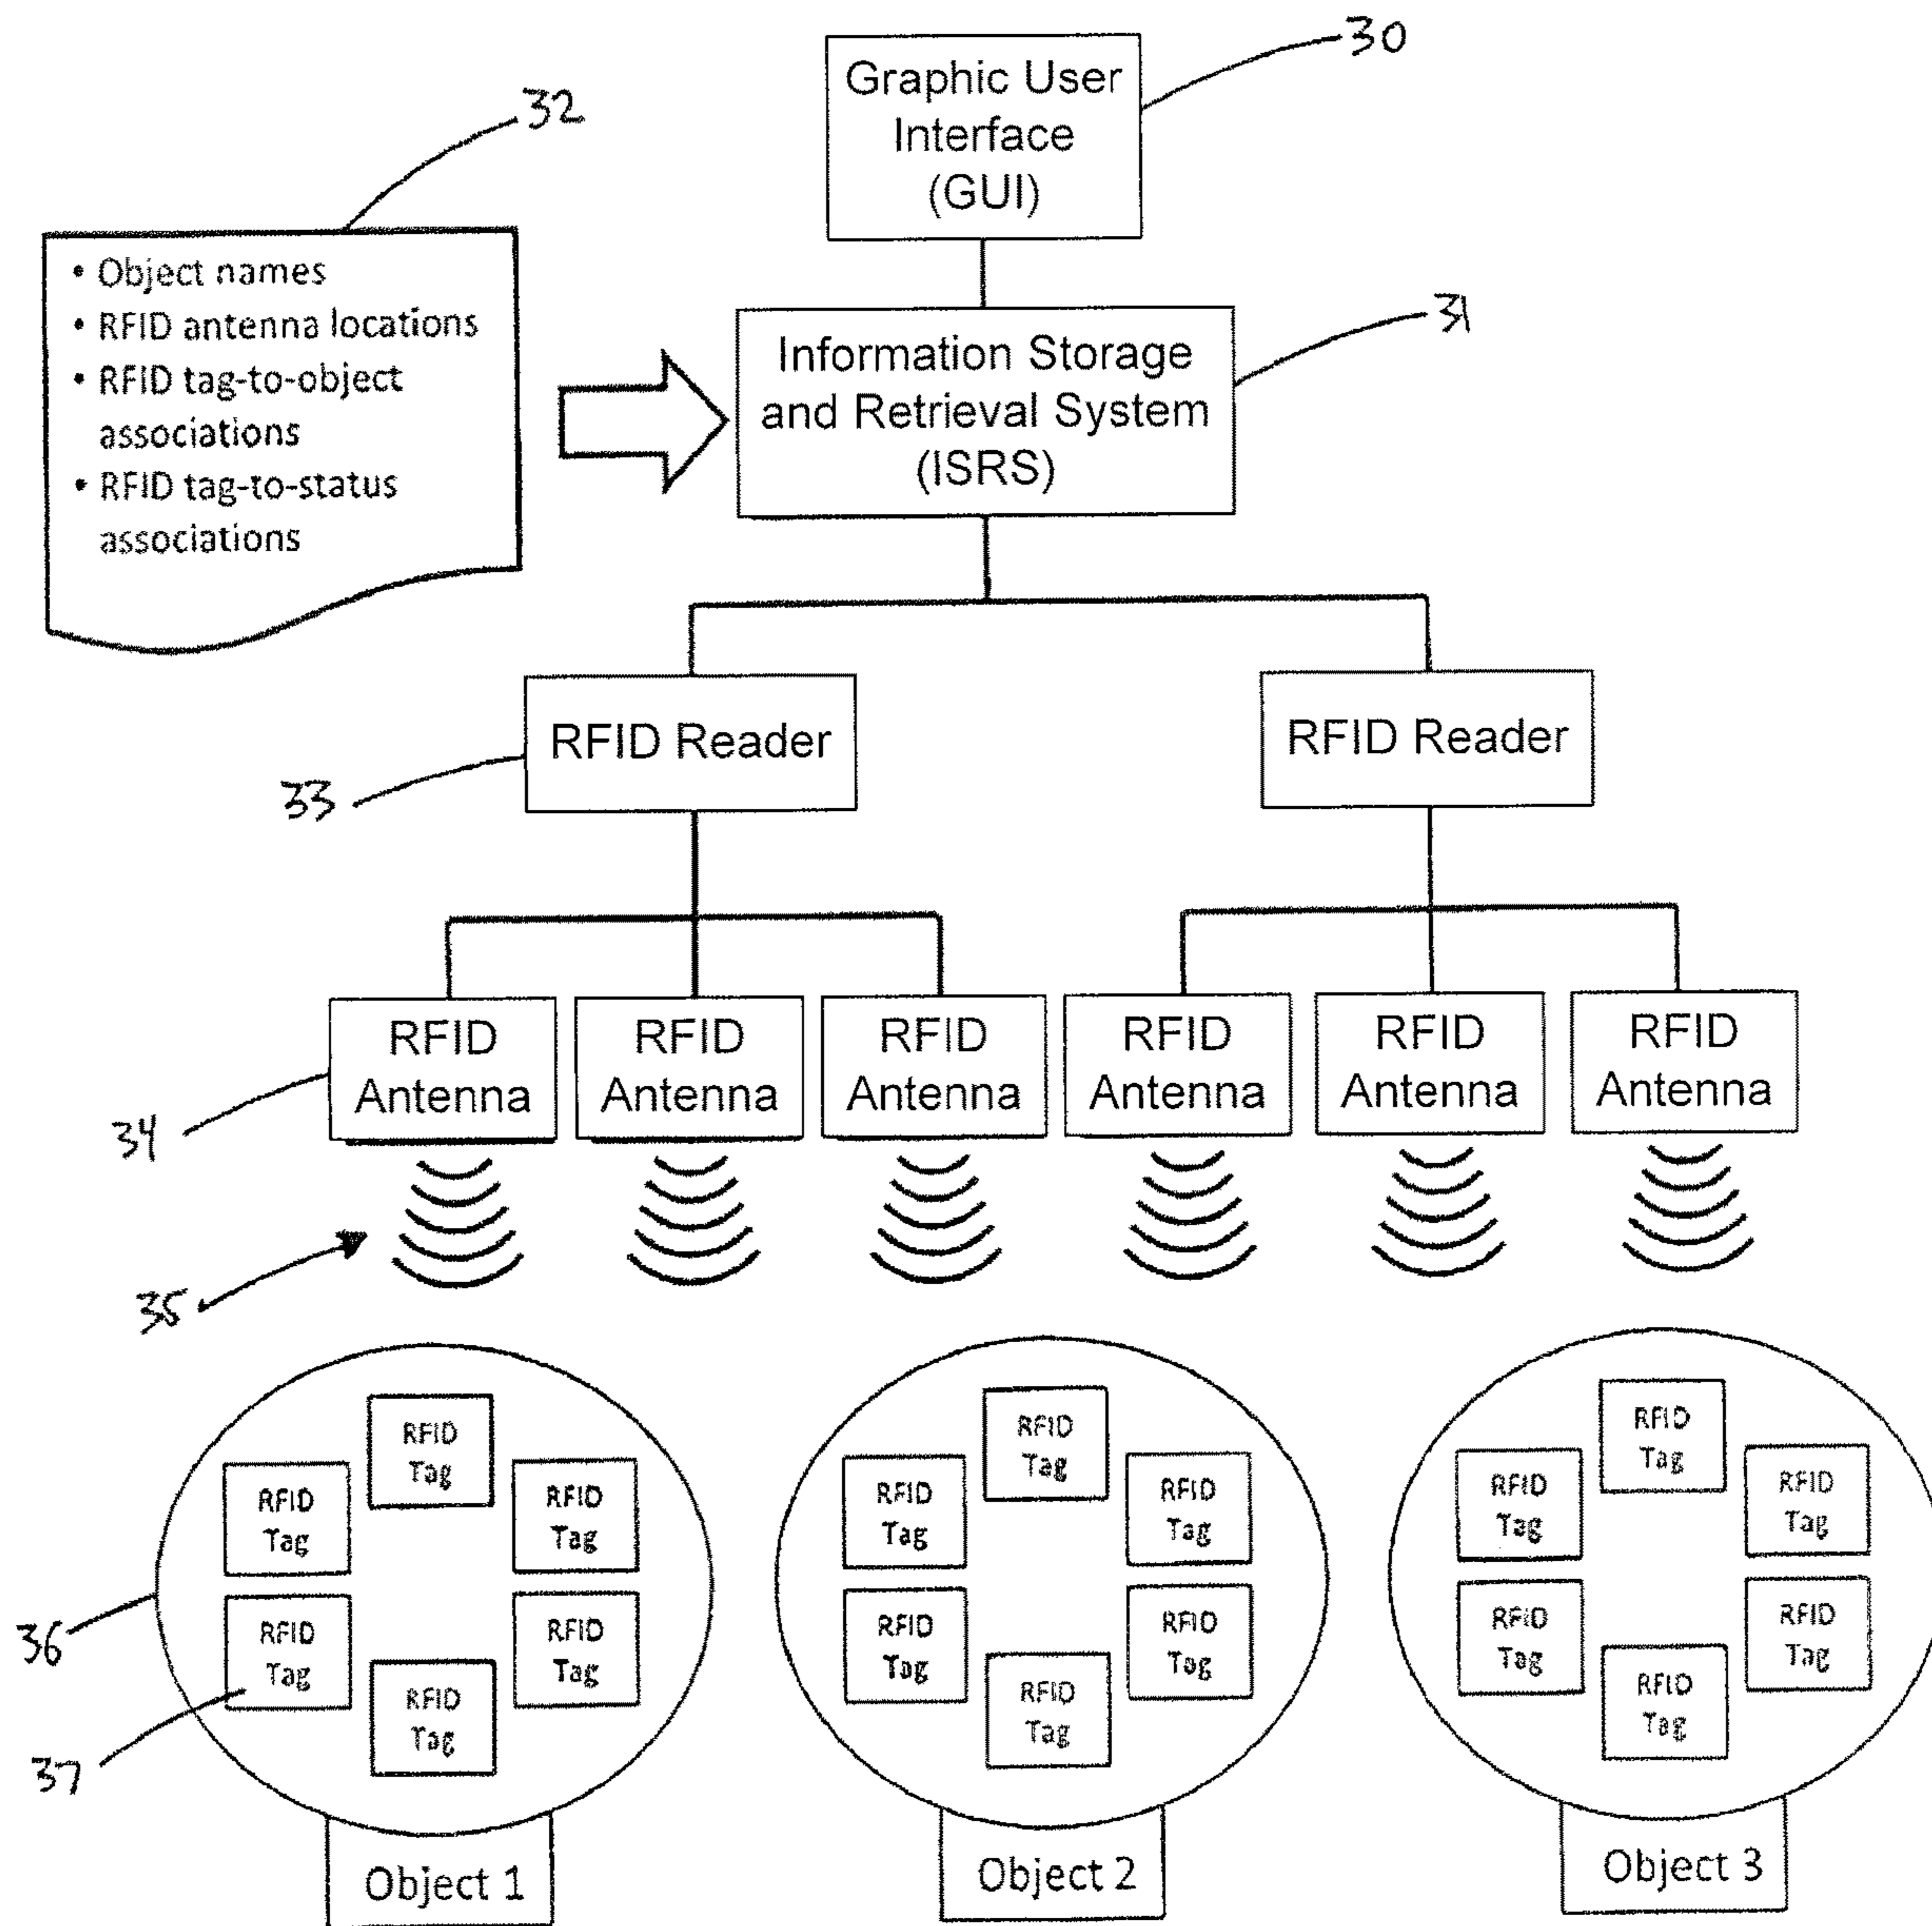 30
Graphic User
Interface
(GUI)
32
• Object names
• RFID antenna locations
• RFID tag-to-object
associations
• RFID tag-to-status
associations
31
Information Storage
and Retrieval System
(ISRS)
RFID Reader
RFID Reader
33
RFID
Antenna
RFID
Antenna
RFID
Antenna
RFID
Antenna
RFID
Antenna
RFID
Antenna
34
35
RFID
Tag
RFID
Tag
RFID
Tag
RFID
Tag
RFID
Tag
RFID
Tag
36
37
Object 1
RFID
Tag
RFID
Tag
RFID
Tag
RFID
Tag
RFID
Tag
RFID
Tag
Object 2
RFID
Tag
RFID
Tag
RFID
Tag
RFID
Tag
RFID
Tag
RFID
Tag
Object 3